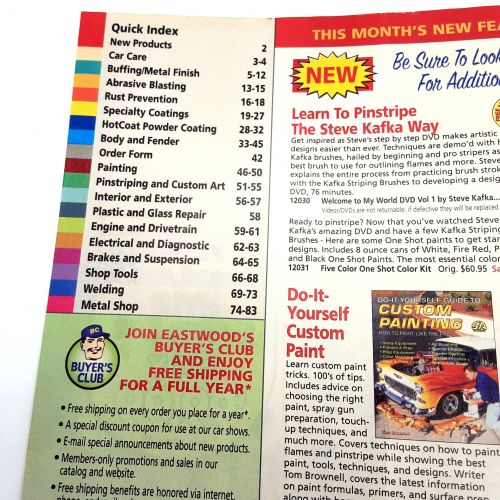 Quick Index
New Products 2
Car Care 3-4
Buffing/Metal Finish 5-12
Abrasive Blasting 13-15
Rust Prevention 16-18
Specialty Coatings 19-27
HotCoat Powder Coating 28-32
Body and Fender 33-45
Order Form 42
Painting 46-50
Pinstriping and Custom Art 51-55
Interior and Exterior 56-57
Plastic and Glass Repair 58
Engine and Drivetrain 59-61
Electrical and Diagnostic 62-63
Brakes and Suspension 64-65
Shop Tools 66-68
Welding 69-73
Metal Shop 74-83
BC
BUYER'S
CLUB
JOIN EASTWOOD'S
BUYER'S CLUB
AND ENJOY
FREE SHIPPING
FOR A FULL YEAR*
• Free shipping on every order you place for a year*.
• A special discount coupon for use at our car shows.
• E-mail special announcements about new products.
• Members-only promotions and sales in our
catalog and website.
• Free shipping benefits are honored via internet,
THIS MONTH'S NEW
NEW
Be Sure To
For
Learn To Pinstripe
The Steve Kafka Way
Get inspired as Steve's step by step DVD makes artistic
designs easier than ever. Techniques are demo'd with
Kafka brushes, hailed by beginning and pro stripers as
best brush to use for outlining flames and more. Steve
explains the entire process from practicing brush
with the Kafka Striping Brushes to developing a
DVD, 76 minutes.
12030 Welcome to My World DVD Vol 1 by Steve Kafka...
Videos/DVDs are not returnable; if defective they will be replaced
Ready to pinstripe? Now that you've watched Steve
Kafka's amazing DVD and have a few Kafka Striping
Brushes - Here are some One Shot paints to get
designs. Includes 8 ounce cans of White, Fire Red,
and Black One Shot Paints. The most essential
12031 Five Color One Shot Color Kit Orig. $60.95
Do-It-
Yourself
Custom
Paint
Learn custom paint
tricks. 100's of tips.
Includes advice on
choosing the right
paint, spray gun
preparation, touch-
up techniques, and
much more. Covers techniques on how to paint
flames and pinstripe while showing the best
paint, tools, techniques, and designs. Writer
Tom Brownell, covers the latest information
on paint formulas, primers, and surface
along with
DO-IT-YOURSELF GUIDE TO
CUSTOM
PAINTING
HOW TO PAINT LIKE THE